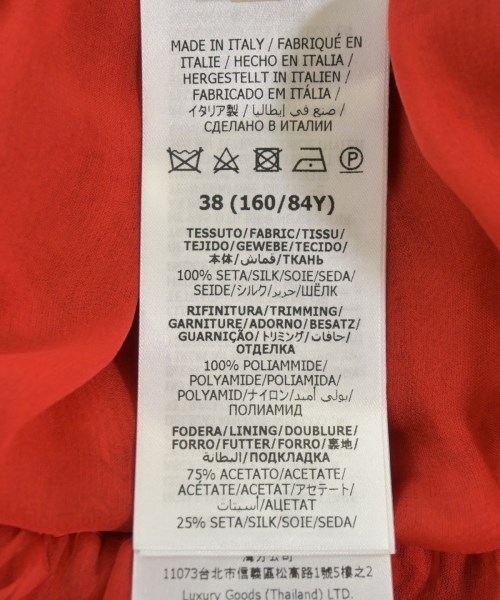 MADE IN ITALY / FABRIQUÉ EN
ITALIE / HECHO EN ITALIA /
HERGESTELLT IN ITALIEN /
FABRICADO EM ITÁLIA /
イタリア製 / صنع في إيطاليا /
СДЕЛАНО В ИТАЛИИ
P
38 (160/84Y)
TESSUTO/FABRIC/TISSU/
TEJIDO/GEWEBE/TECIDO/
本体/قماش/ТКАНЬ
100% SETA/SILK/SOIE/SEDA/
SEIDE/シルク/حرير/ШЁЛК
RIFINITURA/TRIMMING/
GARNITURE/ADORNO/BESATZ/
GUARNIÇÃO/トリミング/حافات/
ОТДЕЛКА
100% POLIAMMIDE/
POLYAMIDE/POLIAMIDA/
POLYAMID/ナイロン/بولي أميد/
ПОЛИАМИД
FODERA/LINING/DOUBLURE/
FORRO/FUTTER/FORRO/裏地/
البطانة/ПОДКЛАДКА
75% ACETATO/ACETATE/
ACÉTATE/ACETAT/アセテート/
أسيتات/АЦЕТАТ
25% SETA/SILK/SOIE/SEDA/
11073台北市信義區松高路1號5樓之2
Luxury Goods (Thailand) LTD.